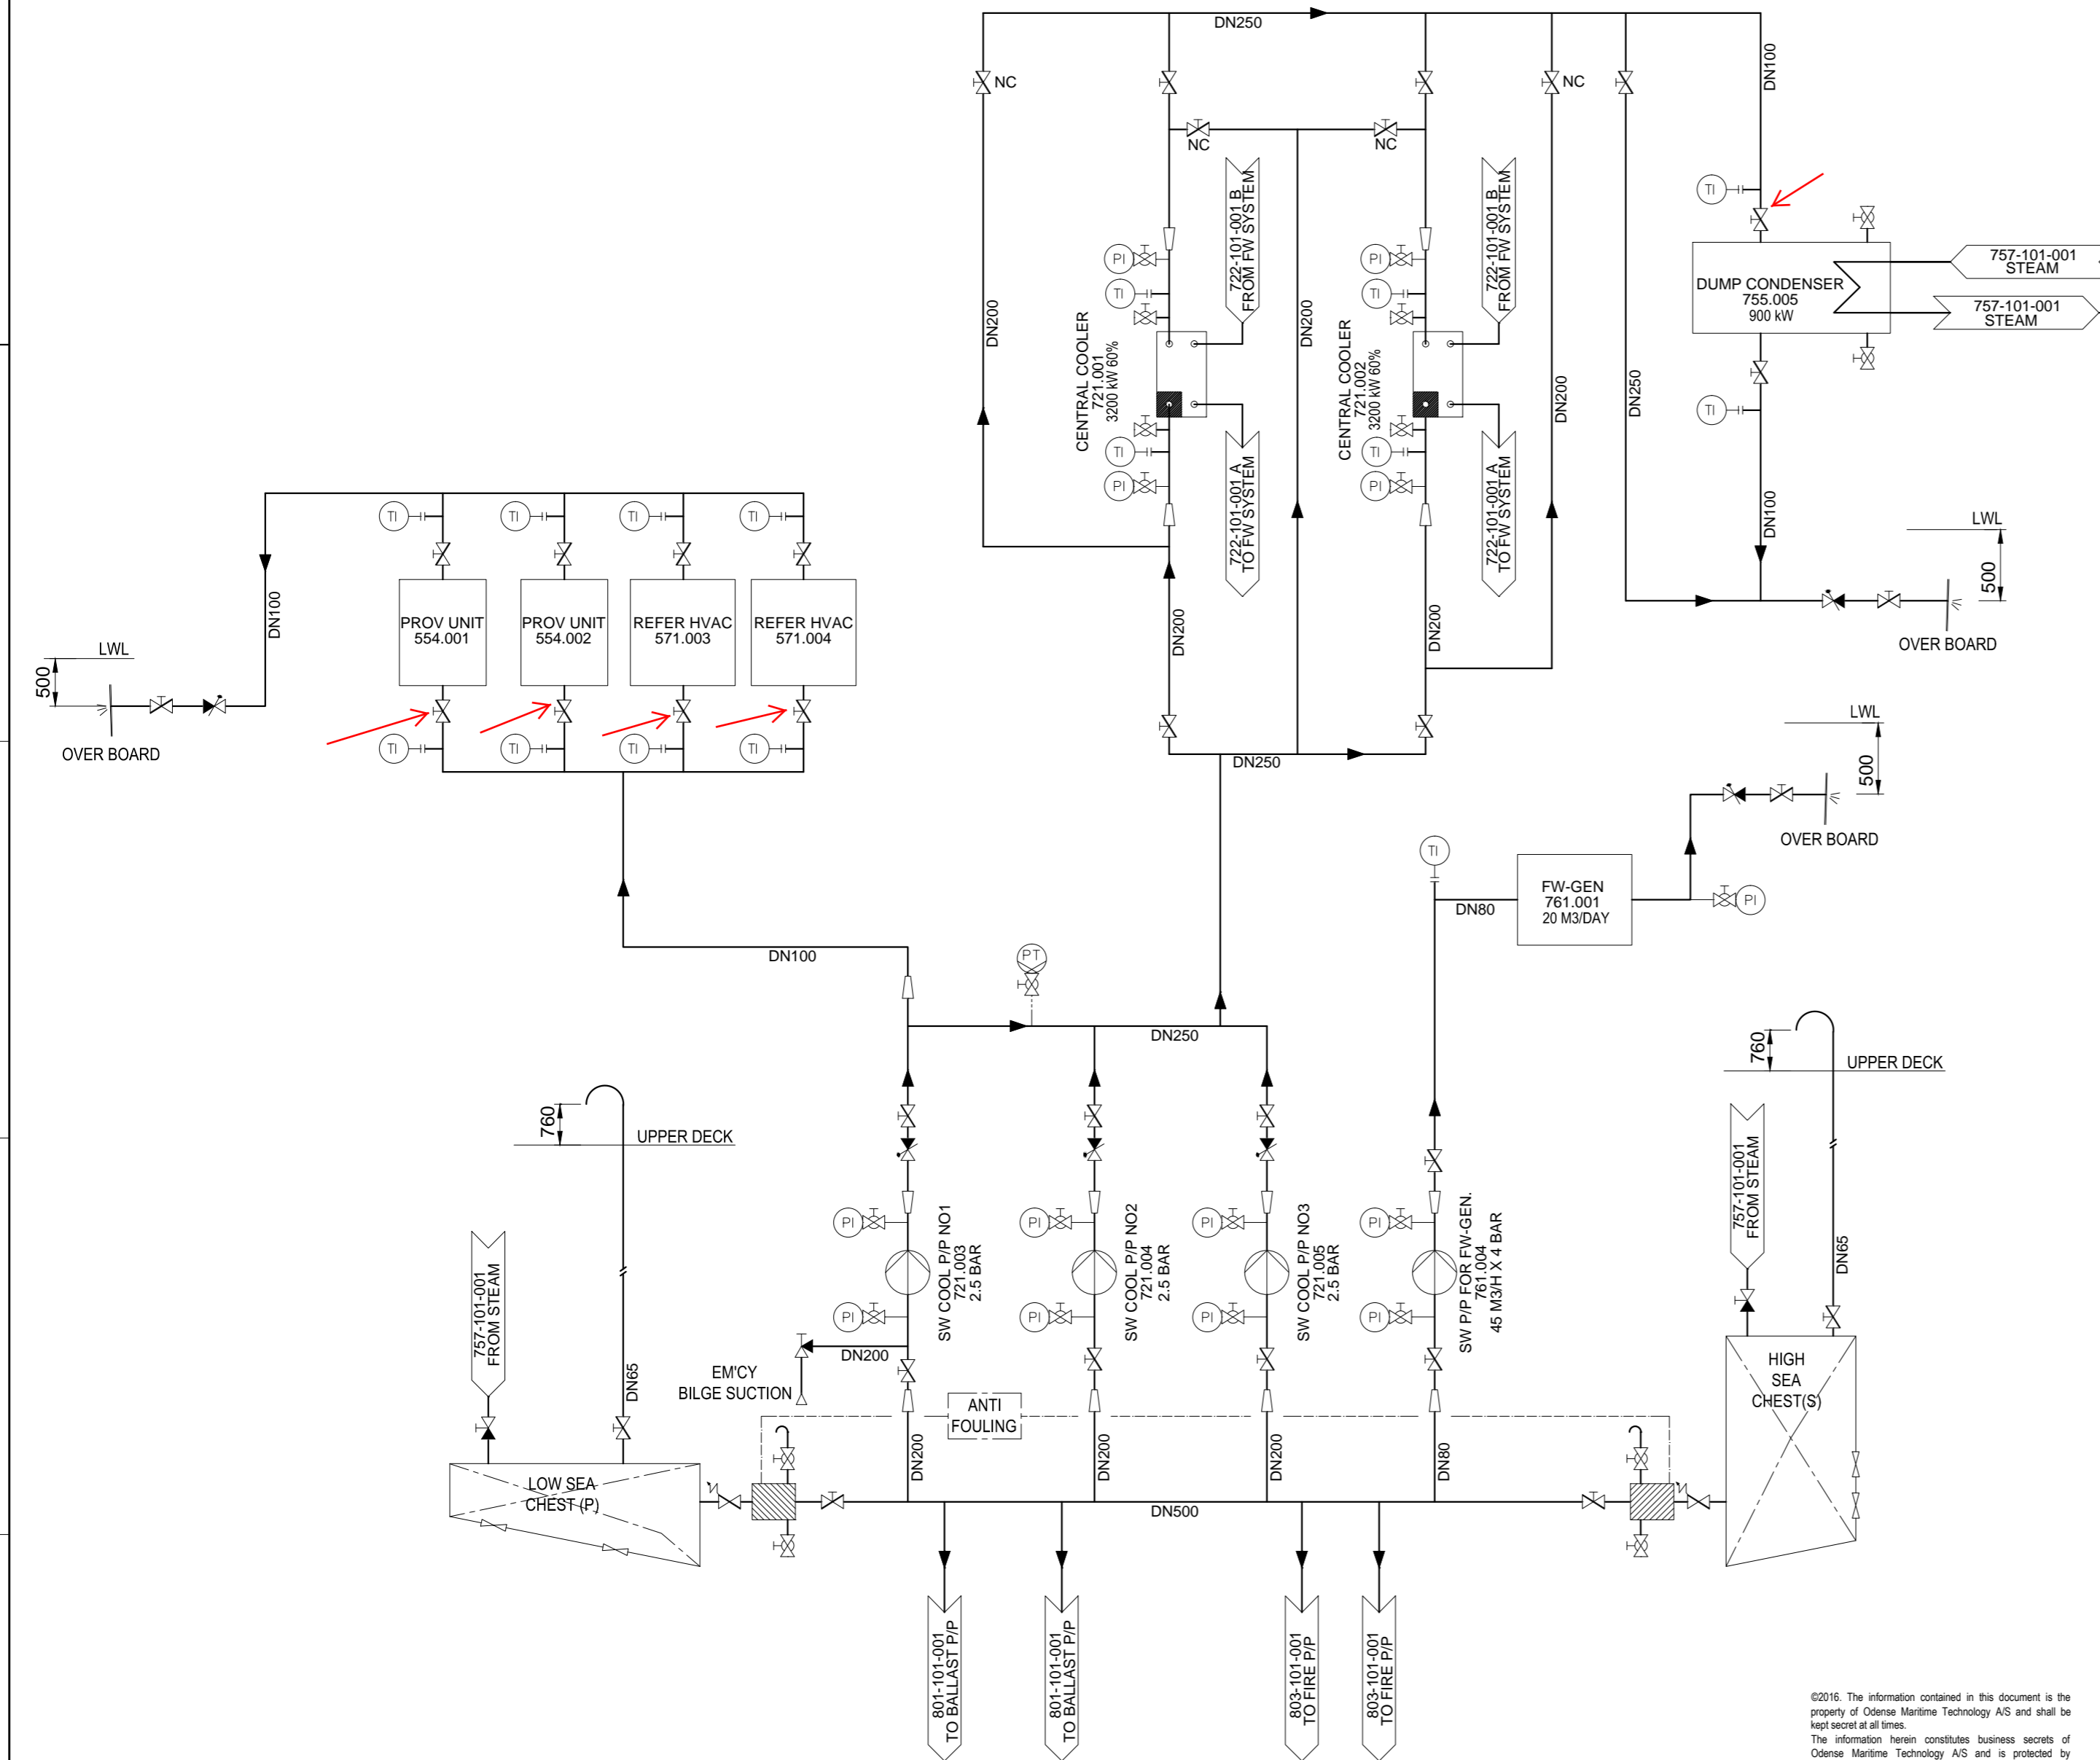 DN250
NC
NC
DN100
NC
NC
TI
722-101-001 B
FROM FW SYSTEM
722-101-001 B
FROM FW SYSTEM
PI
TI
PI
TI
DUMP CONDENSER
755.005
900 kW
757-101-001
STEAM
757-101-001
STEAM
DN200
CENTRAL COOLER
721.001
3200 kW 60%
DN200
CENTRAL COOLER
721.002
3200 kW 60%
DN200
DN250
TI
PI
TI
PI
TI
722-101-001 A
TO FW SYSTEM
722-101-001 A
TO FW SYSTEM
DN100
LWL
500
OVER BOARD
TI
TI
TI
TI
DN100
PROV UNIT
554.001
PROV UNIT
554.002
REFER HVAC
571.003
REFER HVAC
571.004
DN200
DN200
LWL
500
OVER BOARD
TI
TI
TI
TI
DN250
LWL
500
OVER BOARD
TI
DN80
FW-GEN
761.001
20 M3/DAY
PI
DN100
PT
DN250
760
UPPER DECK
760
UPPER DECK
757-101-001
FROM STEAM
DN65
757-101-001
FROM STEAM
DN65
PI
PI
PI
PI
SW COOL P/P NO1
721.003
2.5 BAR
SW COOL P/P NO2
721.004
2.5 BAR
SW COOL P/P NO3
721.005
2.5 BAR
SW P/P FOR FW-GEN.
761.004
45 M3/H X 4 BAR
PI
PI
PI
PI
DN200
EM'CY
BILGE SUCTION
ANTI
FOULING
HIGH
SEA
CHEST(S)
LOW SEA
CHEST (P)
DN200
DN200
DN200
DN80
DN500
801-101-001
TO BALLAST P/P
801-101-001
TO BALLAST P/P
803-101-001
TO FIRE P/P
803-101-001
TO FIRE P/P
©2016. The information contained in this document is the
property of Odense Maritime Technology A/S and shall be
kept secret at all times.
The information herein constitutes business secrets of
Odense Maritime Technology A/S and is protected by